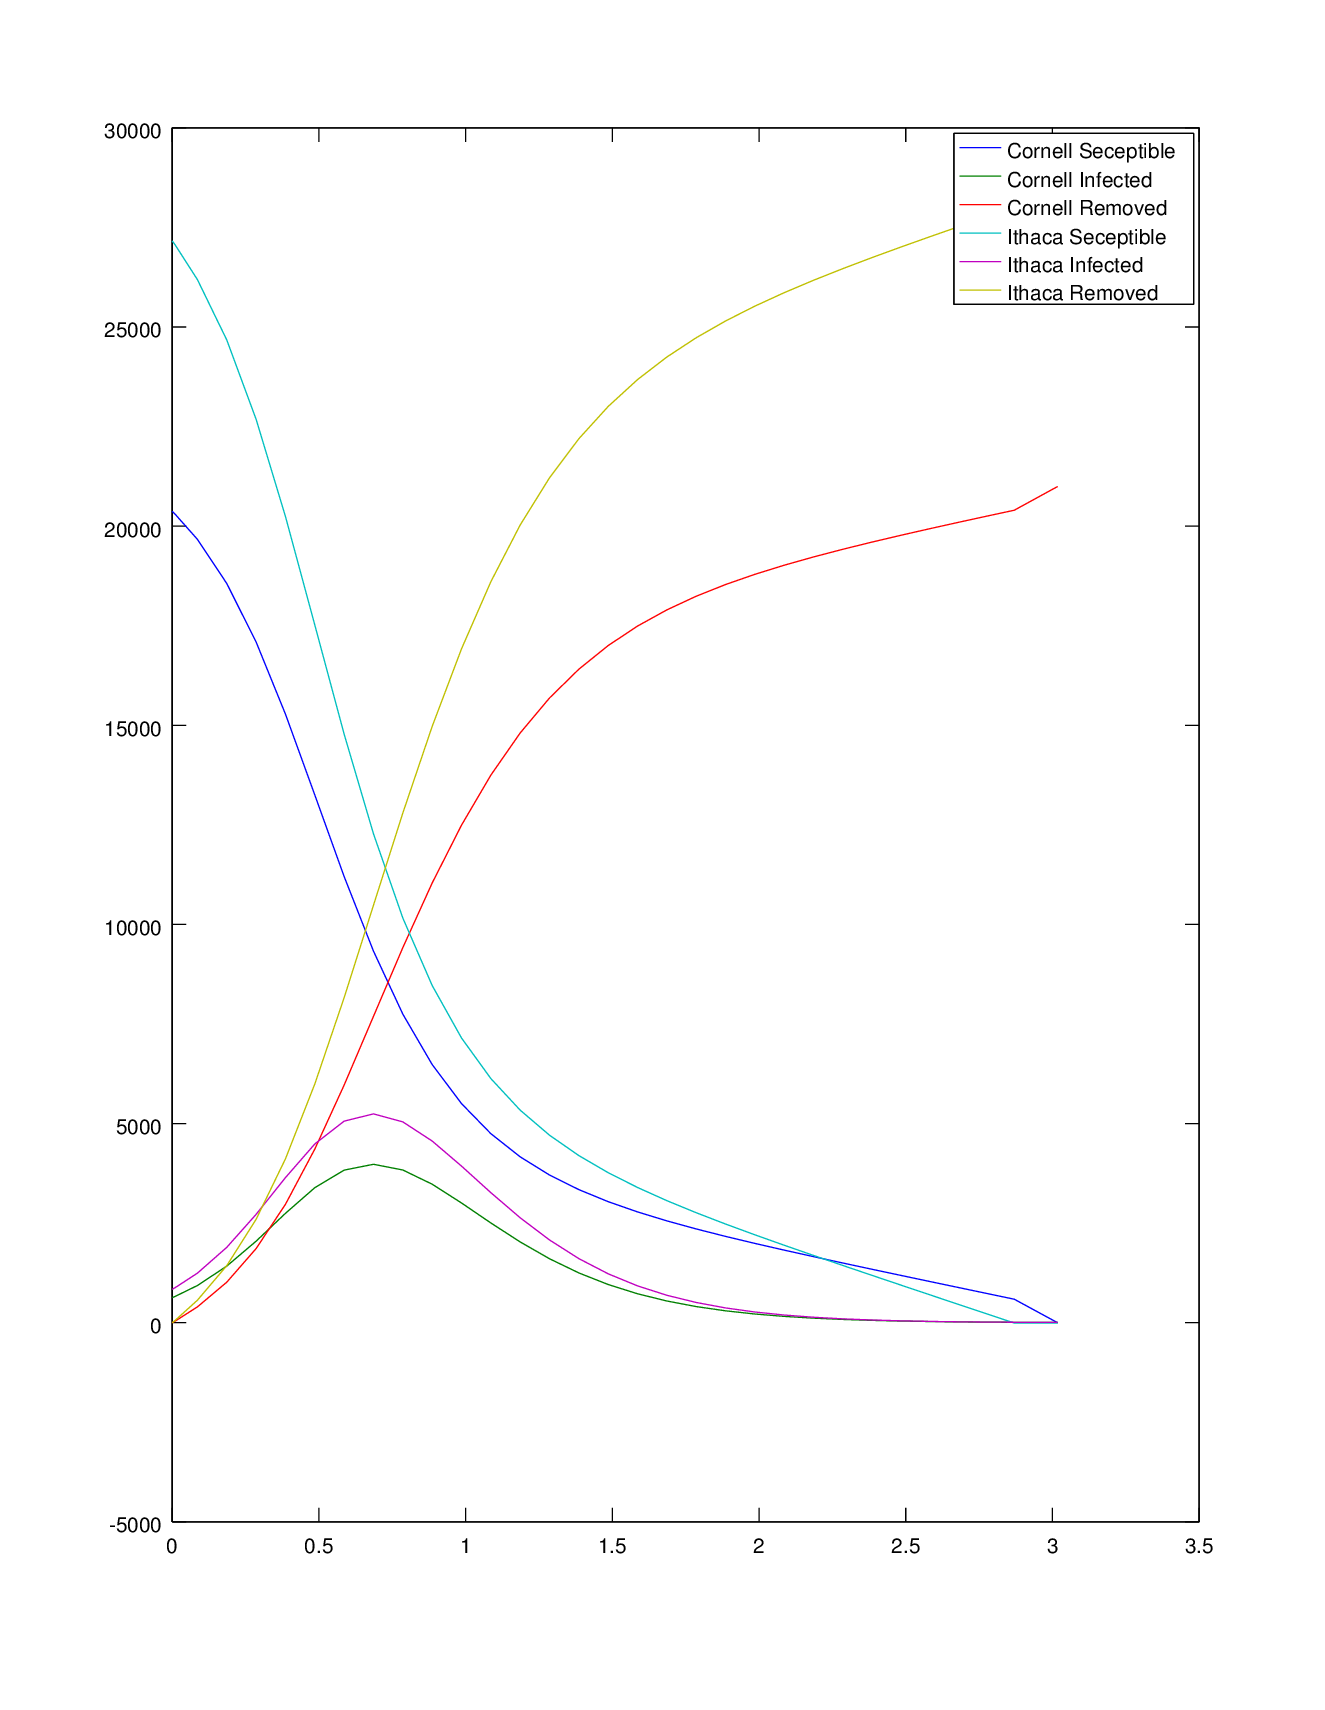 30000
25000
20000
15000
10000
5000
0
-5000
0 0.5 1 1.5 2 2.5 3 3.5
Cornell Seceptible
Cornell Infected
Cornell Removed
Ithaca Seceptible
Ithaca Infected
Ithaca Removed